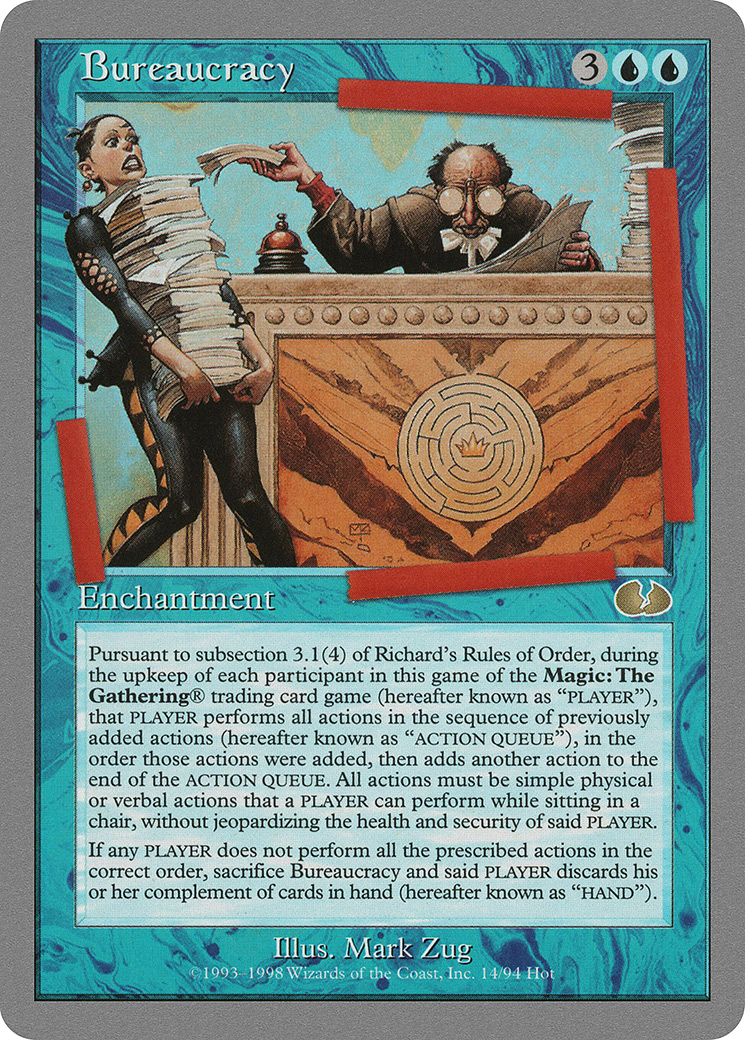 Bureaucracy 3
Enchantment
Pursuant to subsection 3.1(4) of Richard's Rules of Order, during
the upkeep of each participant in this game of the Magic: The
Gathering® trading card game (hereafter known as "PLAYER"),
that PLAYER performs all actions in the sequence of previously
added actions (hereafter known as "ACTION QUEUE"), in the
order those actions were added, then adds another action to the
end of the ACTION QUEUE. All actions must be simple physical
or verbal actions that a PLAYER can perform while sitting in a
chair, without jeopardizing the health and security of said PLAYER.
If any PLAYER does not perform all the prescribed actions in the
correct order, sacrifice Bureaucracy and said PLAYER discards his
or her complement of cards in hand (hereafter known as "HAND").
Illus. Mark Zug
©1993–1998 Wizards of the Coast, Inc. 14/94 Hot